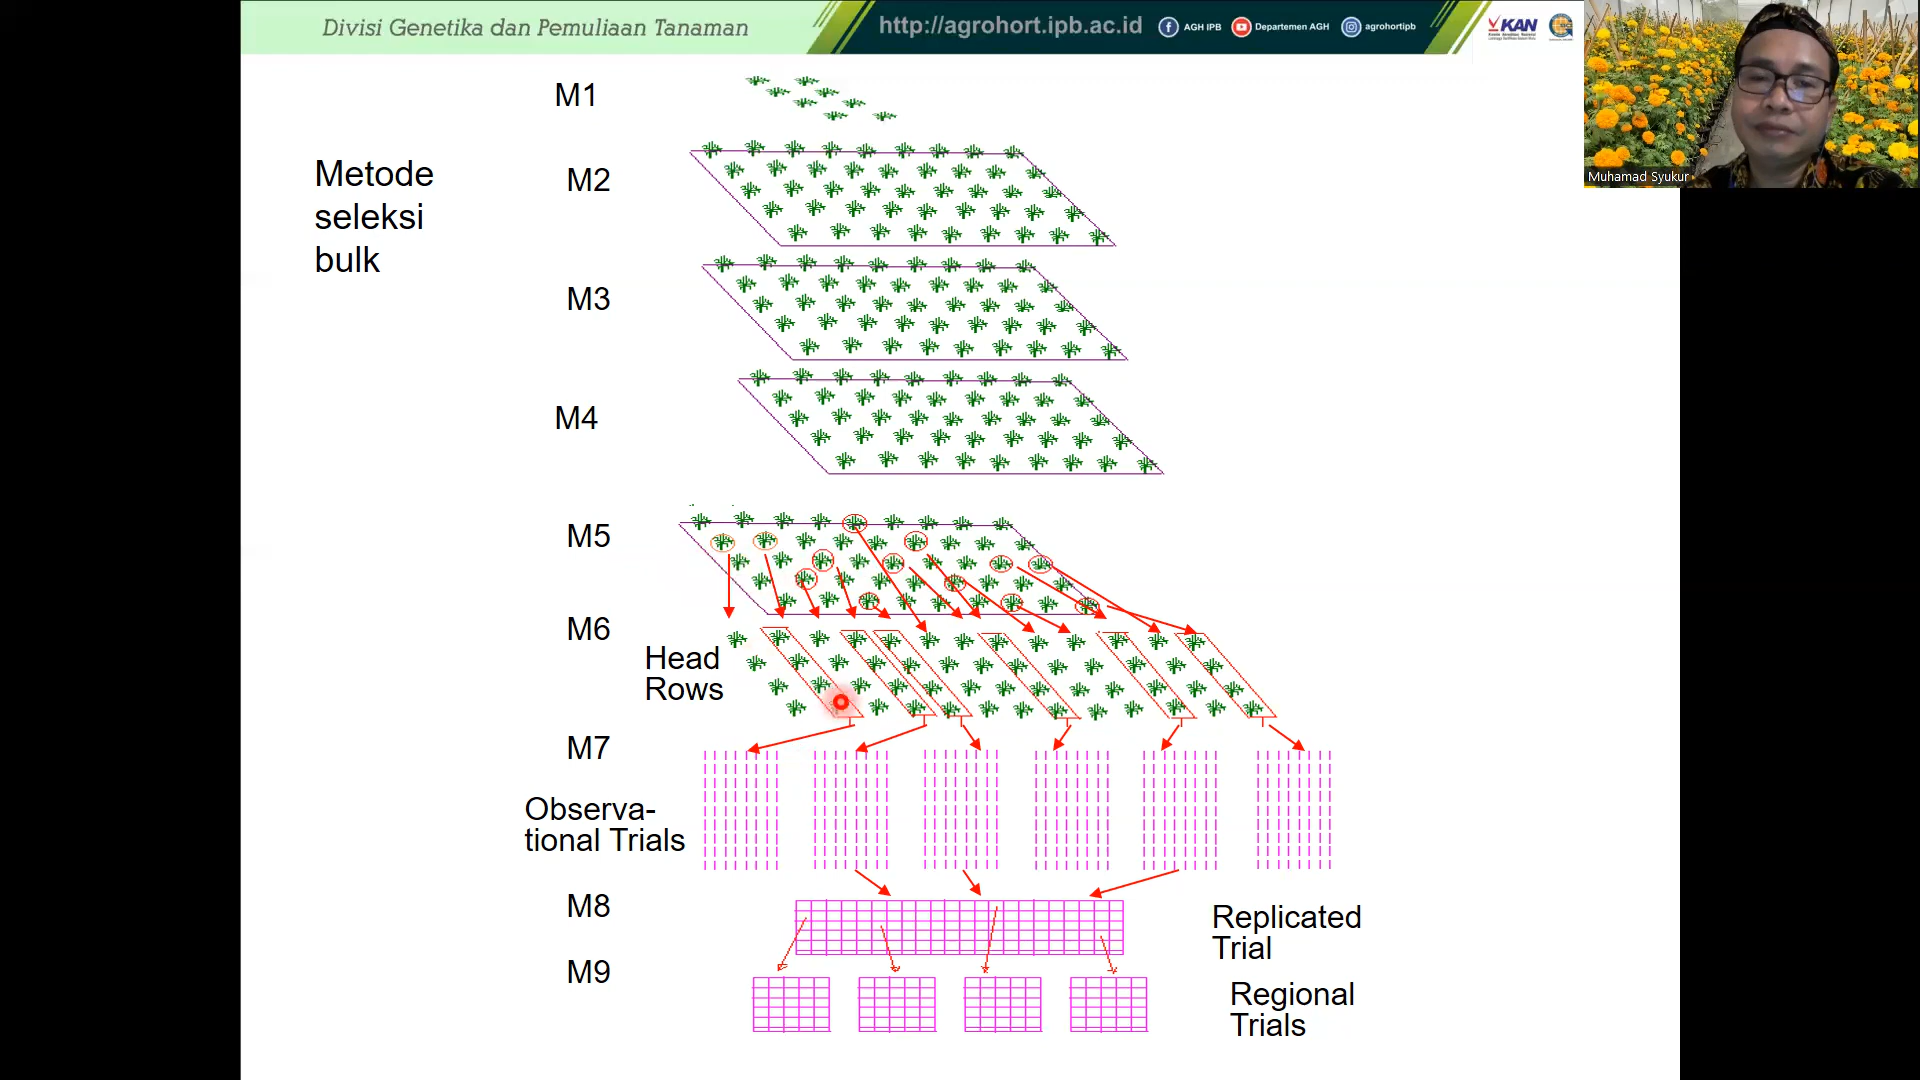 Divisi Genetika dan Pemuliaan Tanaman
http://agrohort.ipb.ac.id
AGH IPB
Departemen AGH
agrohortipb
KAN
Muhamad Syukur
Metode
seleksi
bulk
M1
M2
M3
M4
M5
M6
Head
Rows
M7
Observa-
tional Trials
M8
Replicated
Trial
M9
Regional
Trials